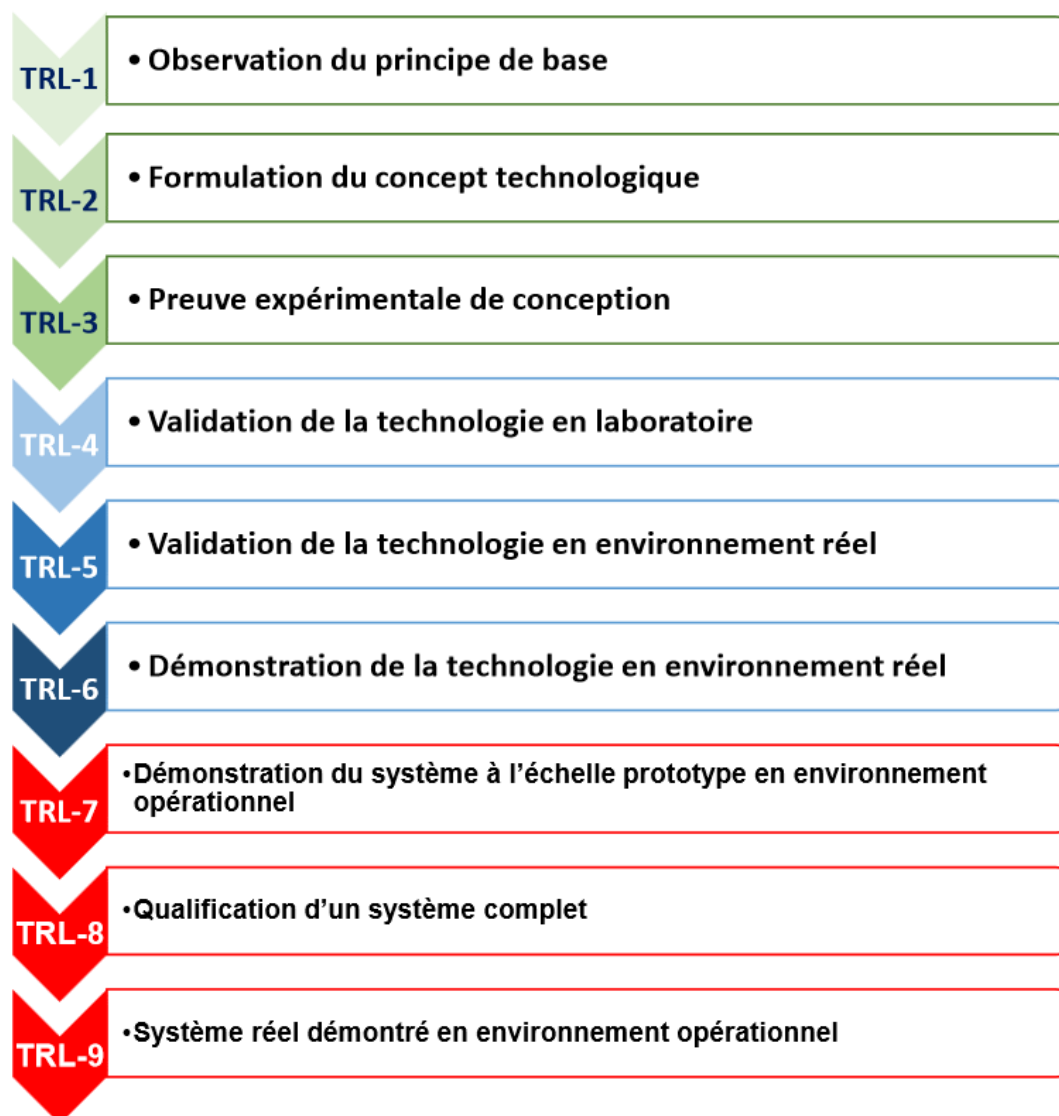 TRL-1
• Observation du principe de base
TRL-2
• Formulation du concept technologique
TRL-3
• Preuve expérimentale de conception
TRL-4
• Validation de la technologie en laboratoire
TRL-5
• Validation de la technologie en environnement réel
TRL-6
• Démonstration de la technologie en environnement réel
TRL-7
•Démonstration du système à l’échelle prototype en environnement
opérationnel
TRL-8
•Qualification d’un système complet
TRL-9
•Système réel démontré en environnement opérationnel